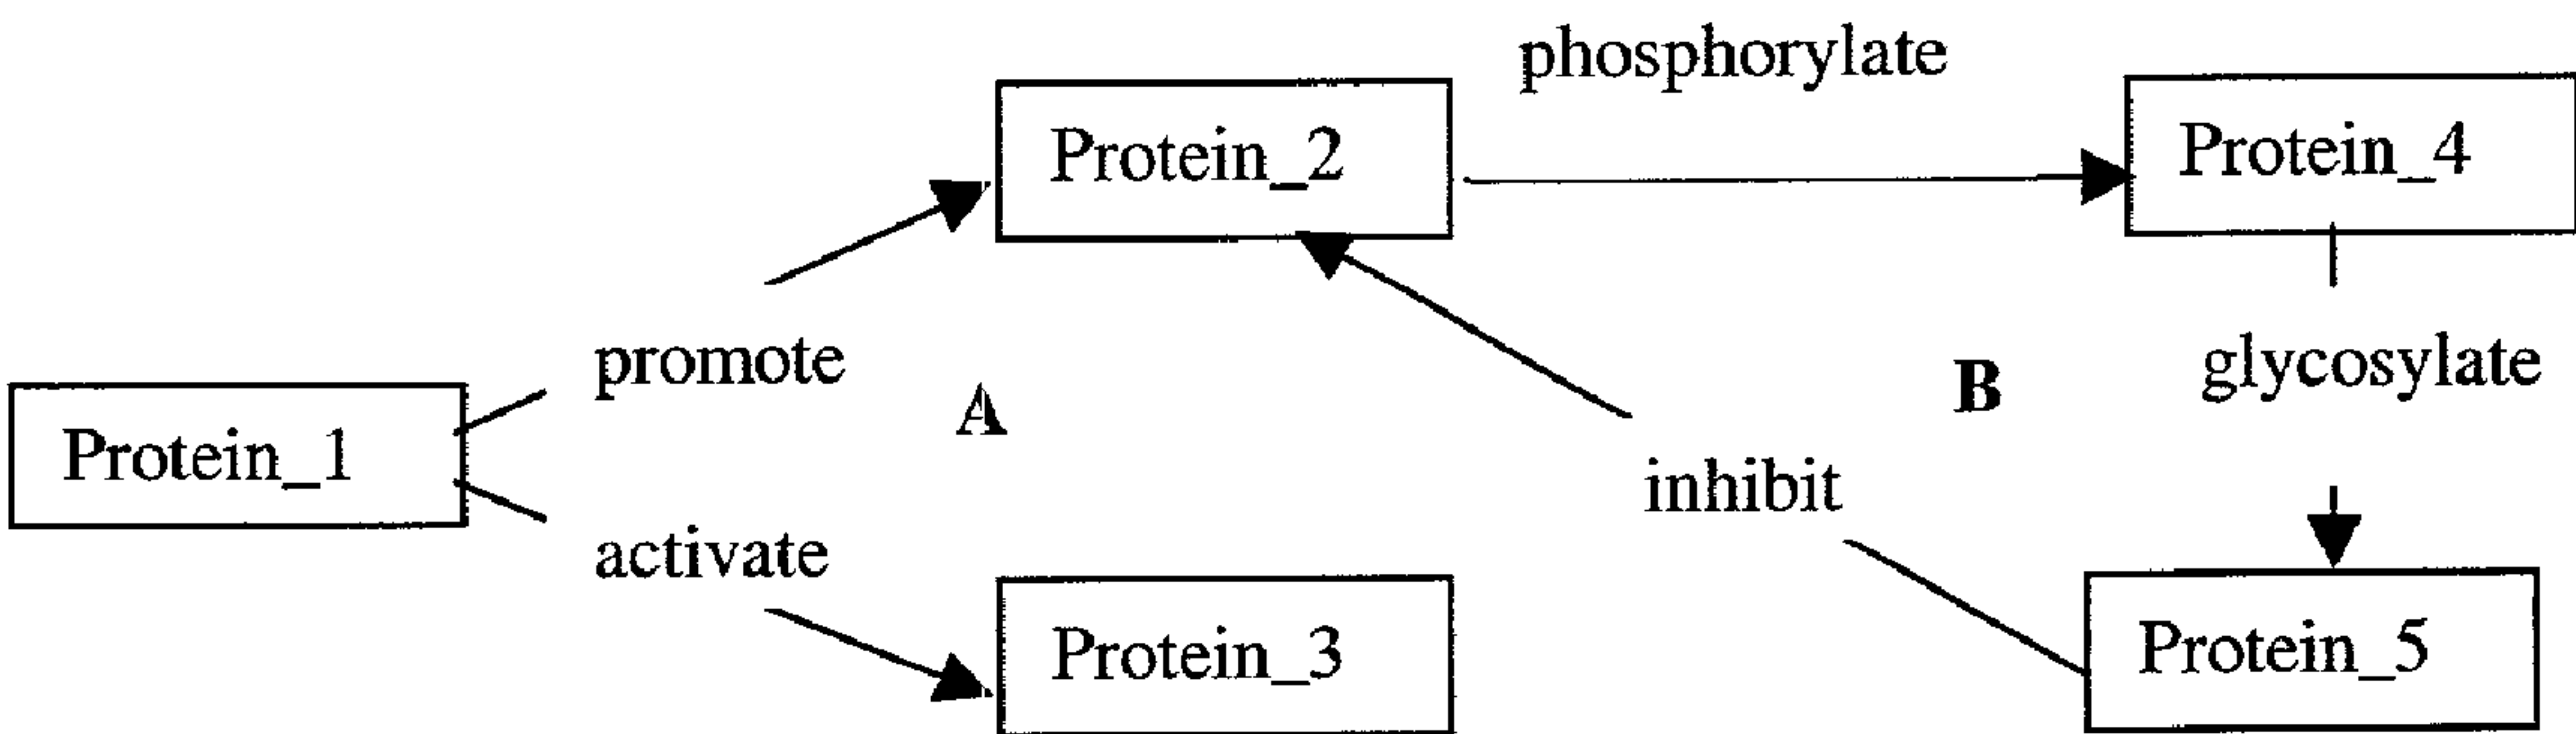 phosphorylate
Protein_2
Protein_4
promote
A
B
glycosylate
Protein_1
inhibit
activate
Protein_3
Protein_5